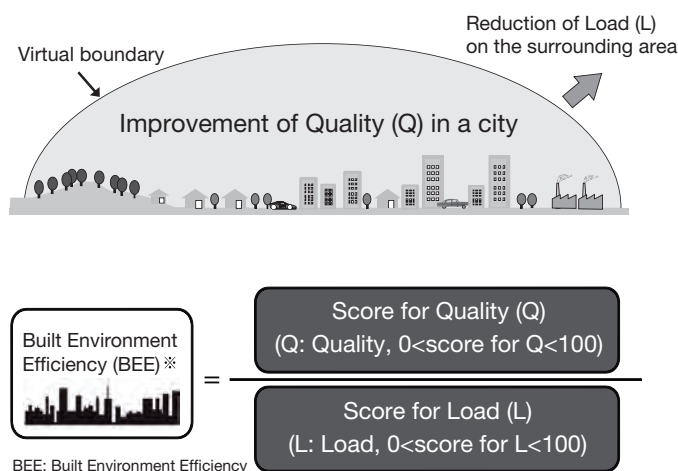 Reduction of Load (L)
on the surrounding area
Virtual boundary
Improvement of Quality (Q) in a city
Built Environment
Efficiency (BEE)※
=
Score for Quality (Q)
(Q: Quality, 0<score for Q<100)
Score for Load (L)
(L: Load, 0<score for L<100)
BEE: Built Environment Efficiency